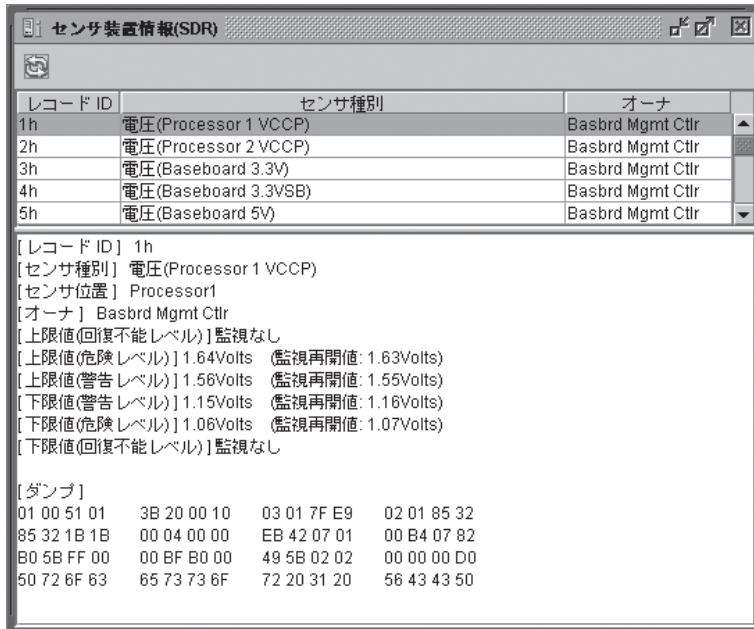 センサ装置情報(SDR)
レコード ID センサ種別 オーナ
1h 電圧(Processor 1 VCCP) Basbrd Mgmt Ctlr
2h 電圧(Processor 2 VCCP) Basbrd Mgmt Ctlr
3h 電圧(Baseboard 3.3V) Basbrd Mgmt Ctlr
4h 電圧(Baseboard 3.3VSB) Basbrd Mgmt Ctlr
5h 電圧(Baseboard 5V) Basbrd Mgmt Ctlr
[レコード ID] 1h
[センサ種別] 電圧(Processor 1 VCCP)
[センサ位置] Processor1
[オーナ] Basbrd Mgmt Ctlr
[上限値(回復不能レベル)]監視なし
[上限値(危険レベル)]1.64Volts (監視再開値: 1.63Volts)
[上限値(警告レベル)]1.56Volts (監視再開値: 1.55Volts)
[下限値(警告レベル)]1.15Volts (監視再開値: 1.16Volts)
[下限値(危険レベル)]1.06Volts (監視再開値: 1.07Volts)
[下限値(回復不能レベル)]監視なし
[ダンプ]
01 00 51 01 3B 20 00 10 03 01 7F E9 02 01 85 32
85 32 1B 1B 00 04 00 00 EB 42 07 01 00 B4 07 82
B0 5B FF 00 00 BF B0 00 49 5B 02 02 00 00 00 D0
50 72 6F 63 65 73 73 6F 72 20 31 20 56 43 43 50